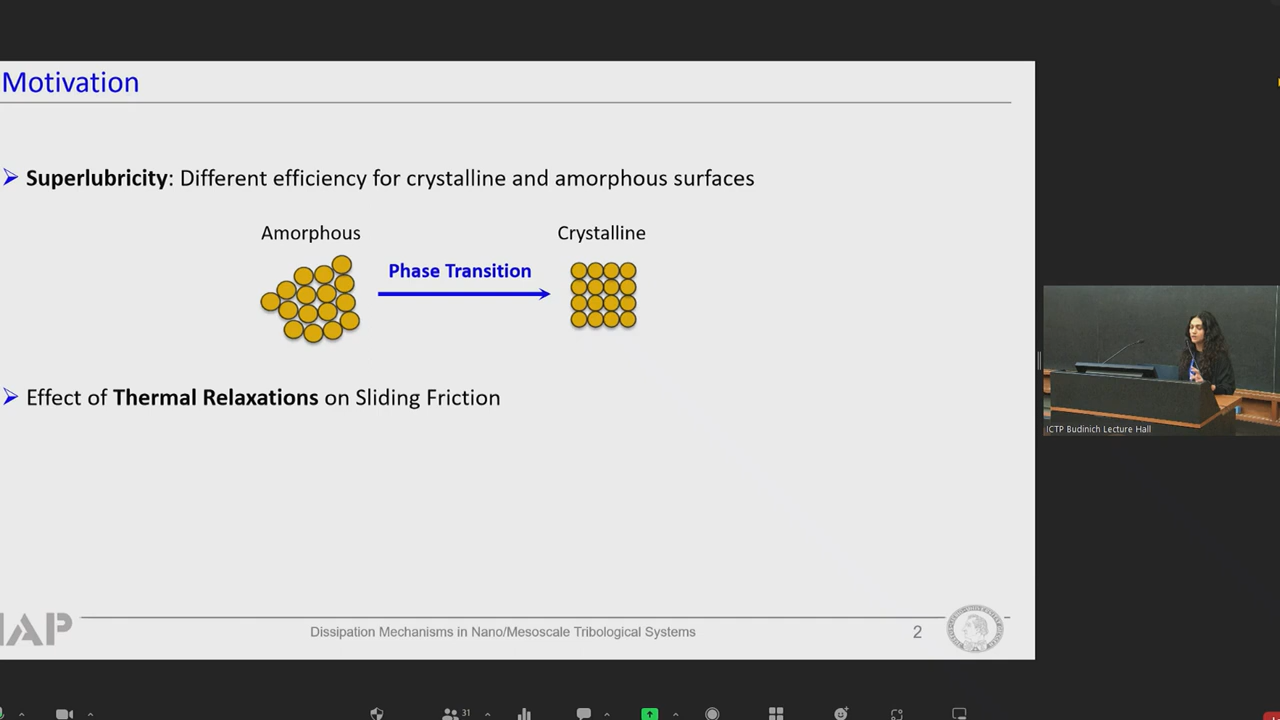 Motivation
➢ Superlubricity: Different efficiency for crystalline and amorphous surfaces
Amorphous
Crystalline
Phase Transition
➢ Effect of Thermal Relaxations on Sliding Friction
ICTP Budinich Lecture Hall
IAP
Dissipation Mechanisms in Nano/Mesoscale Tribological Systems
2
31